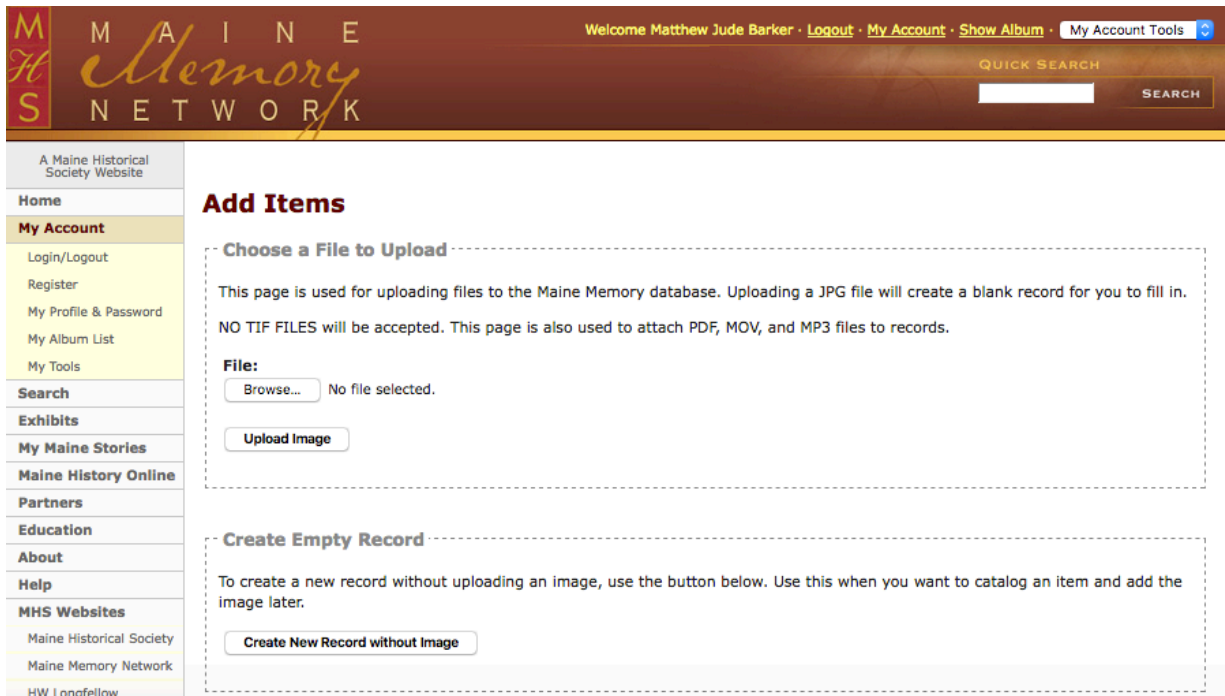 MHS
MAINE
Memory
NETWORK
Welcome Matthew Jude Barker · Logout · My Account · Show Album · My Account Tools
QUICK SEARCH
SEARCH
A Maine Historical
Society Website
Home
My Account
Login/Logout
Register
My Profile & Password
My Album List
My Tools
Search
Exhibits
My Maine Stories
Maine History Online
Partners
Education
About
Help
MHS Websites
Maine Historical Society
Maine Memory Network
HW Longfellow
Add Items
Choose a File to Upload
This page is used for uploading files to the Maine Memory database. Uploading a JPG file will create a blank record for you to fill in.
NO TIF FILES will be accepted. This page is also used to attach PDF, MOV, and MP3 files to records.
File:
Browse... No file selected.
Upload Image
Create Empty Record
To create a new record without uploading an image, use the button below. Use this when you want to catalog an item and add the
image later.
Create New Record without Image